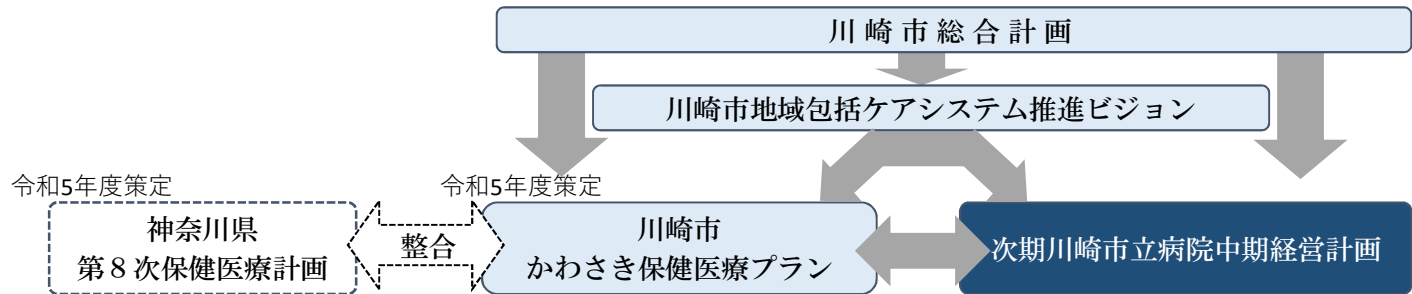 川崎市総合計画
川崎市地域包括ケアシステム推進ビジョン
令和5年度策定
令和5年度策定
神奈川県
第８次保健医療計画
整合
川崎市
かわさき保健医療プラン
次期川崎市立病院中期経営計画